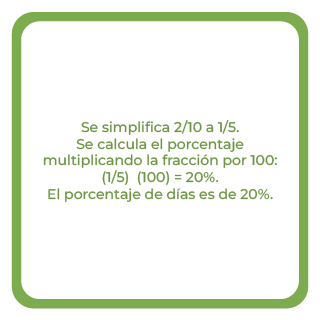 Se simplifica 2/10 a 1/5.
Se calcula el porcentaje
multiplicando la fracción por 100:
(1/5)  (100) = 20%.
El porcentaje de días es de 20%.